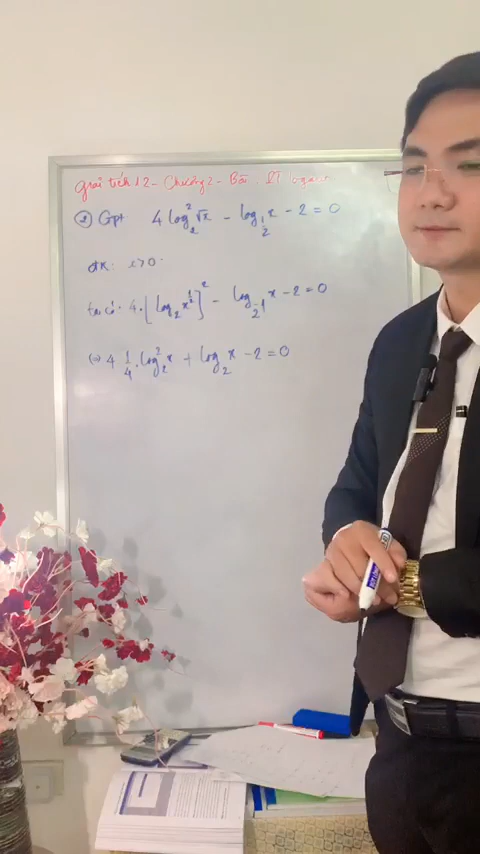 Giải tích 12 - Chương 2 - Bài . PT logarit
① Gpt 4 log₂² √x - log_{1/2} x - 2 = 0
ĐK: x > 0.
ta có: 4.[log₂ x^{1/2}]² - log_{2^{-1}} x - 2 = 0
(=) 4 . 1/4 . log₂² x + log₂ x - 2 = 0